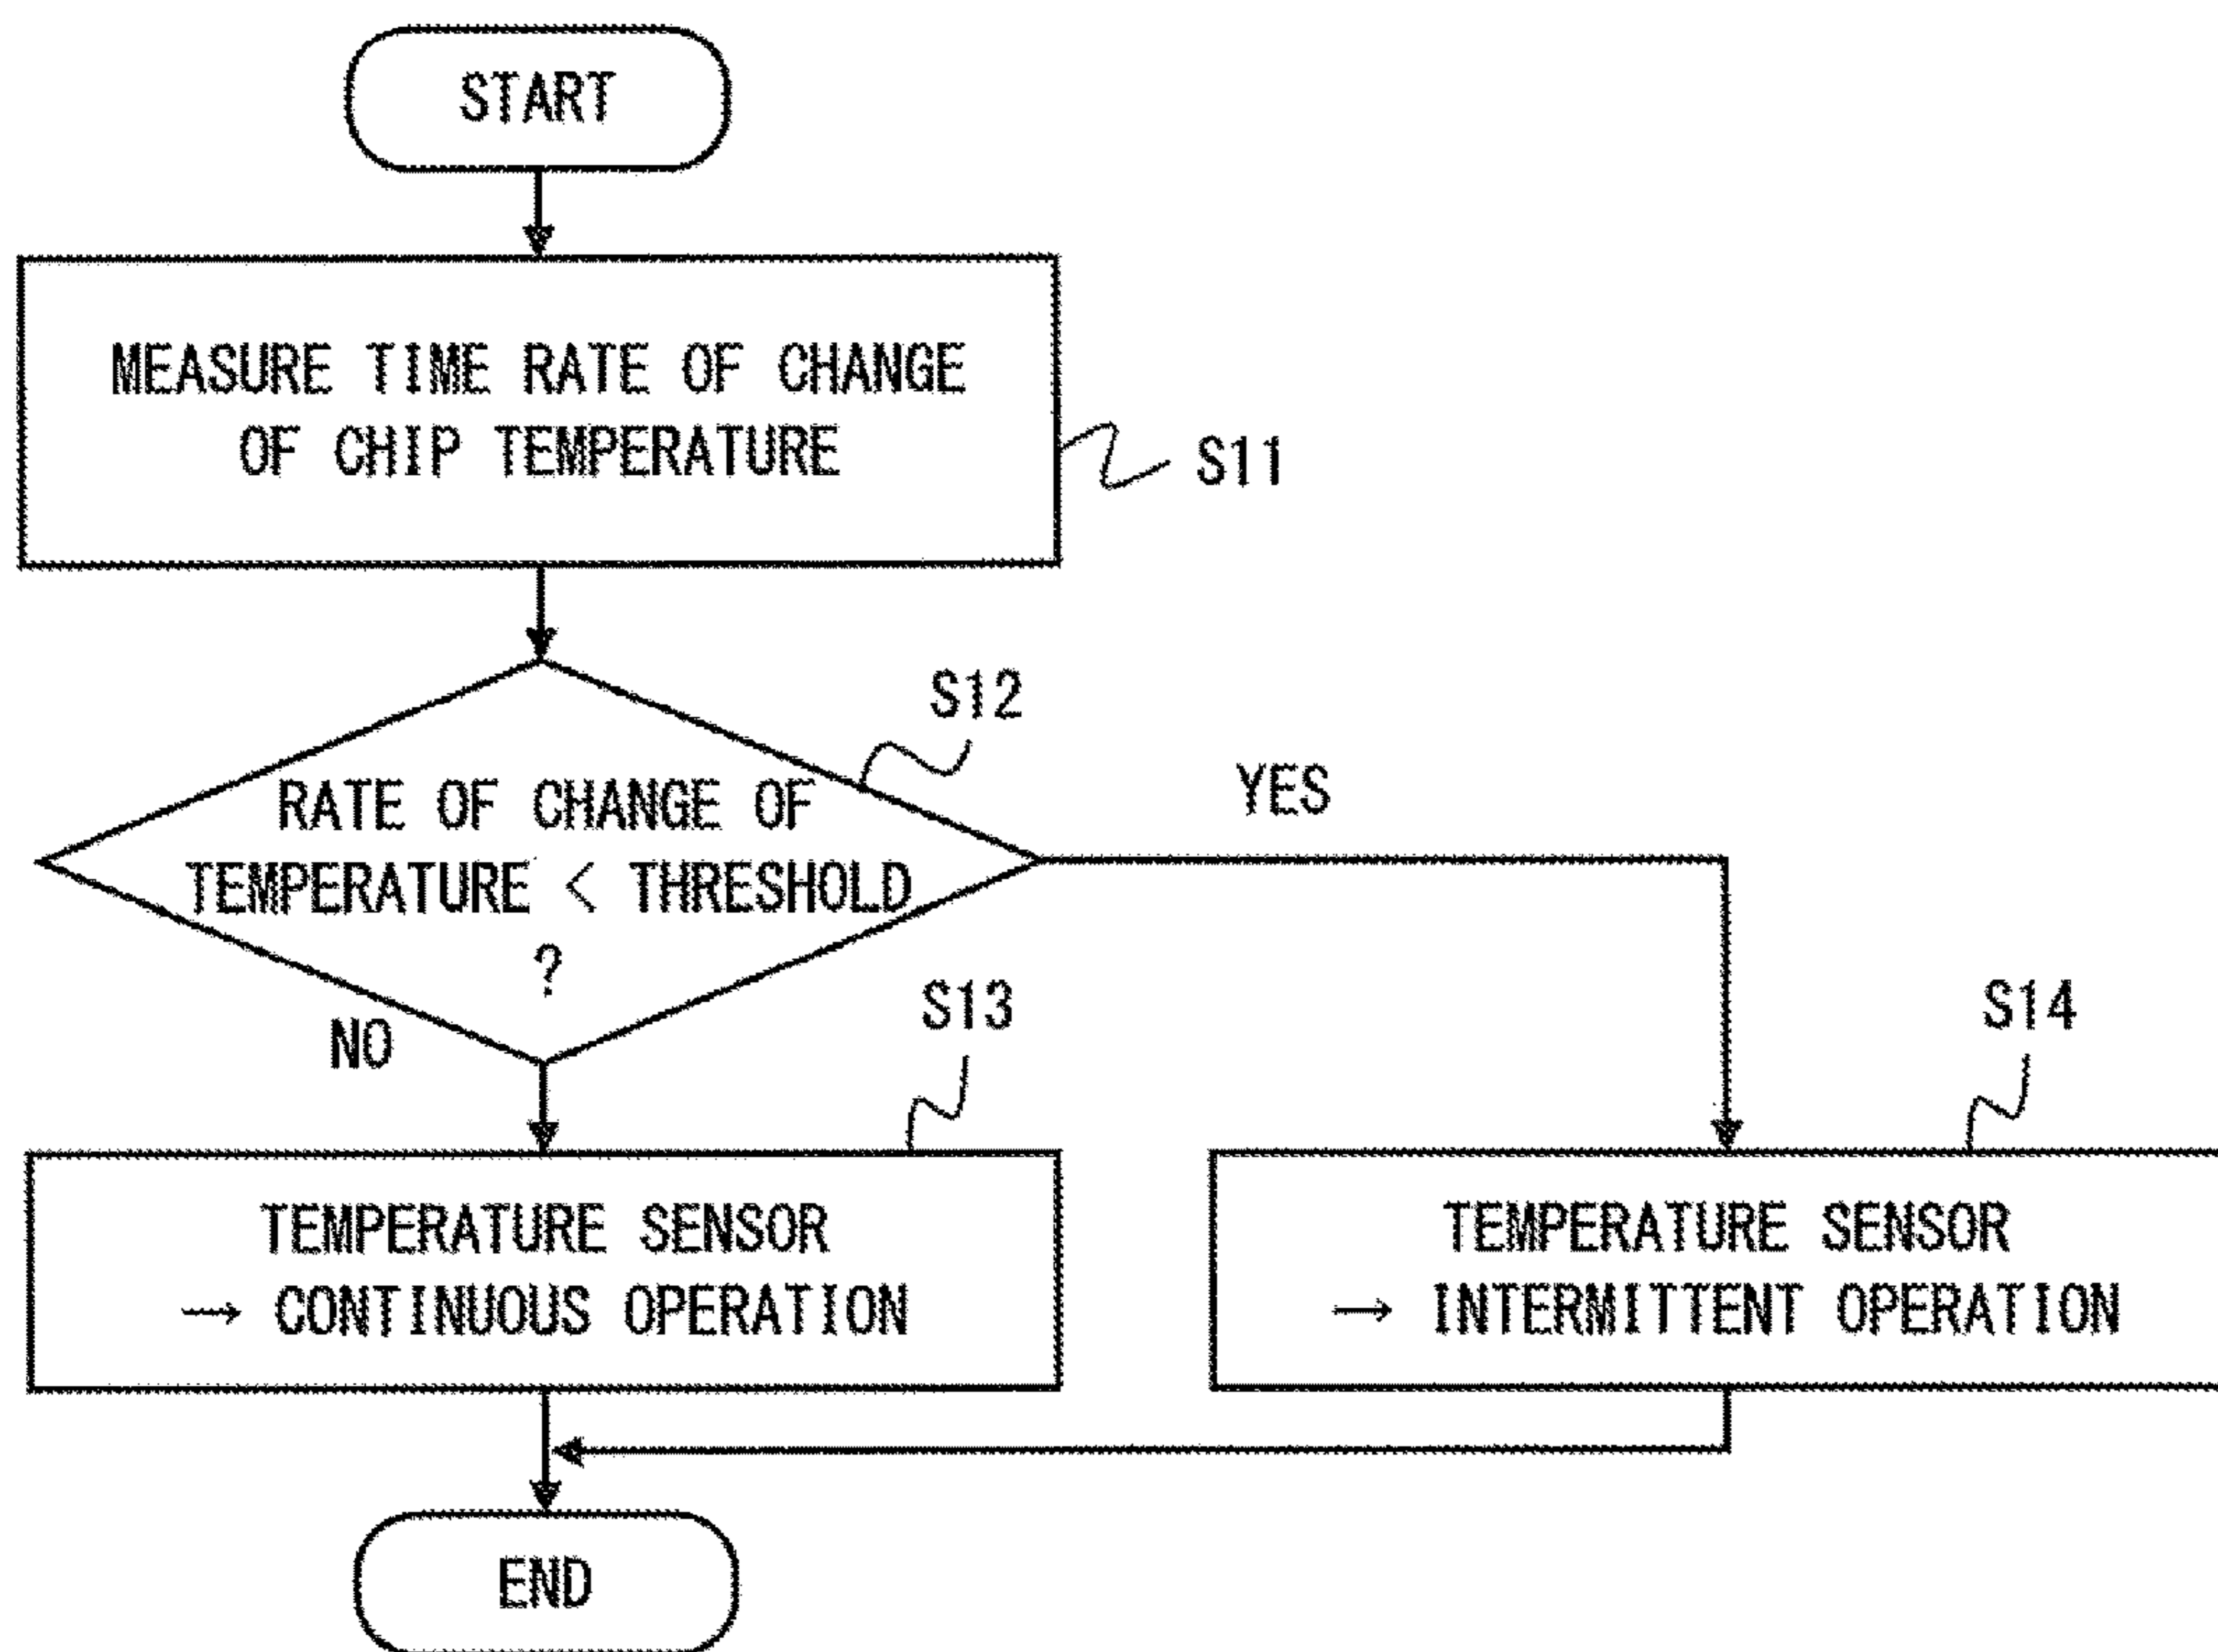 START
MEASURE TIME RATE OF CHANGE
OF CHIP TEMPERATURE
S11
S12
RATE OF CHANGE OF
TEMPERATURE < THRESHOLD
?
YES
NO
S13
S14
TEMPERATURE SENSOR
→ CONTINUOUS OPERATION
TEMPERATURE SENSOR
→ INTERMITTENT OPERATION
END